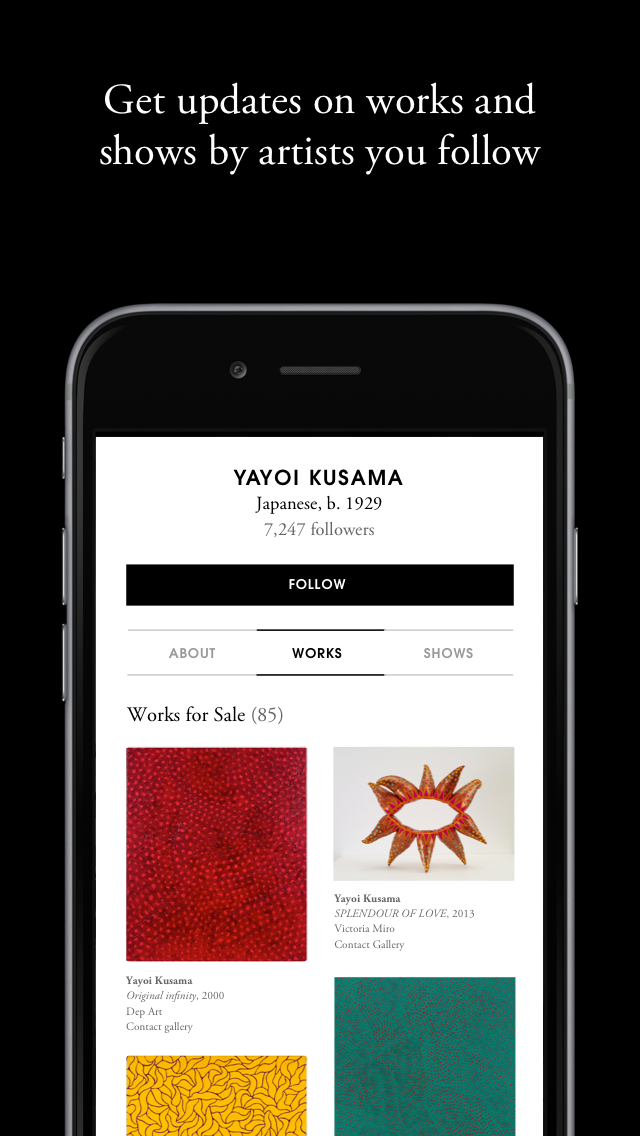 Get updates on works and
shows by artists you follow
YAYOI KUSAMA
Japanese, b. 1929
7,247 followers
FOLLOW
ABOUT WORKS SHOWS
Works for Sale (85)
Yayoi Kusama
Original infinity, 2000
Dep Art
Contact gallery
Yayoi Kusama
SPLENDOUR OF LOVE, 2013
Victoria Miro
Contact Gallery